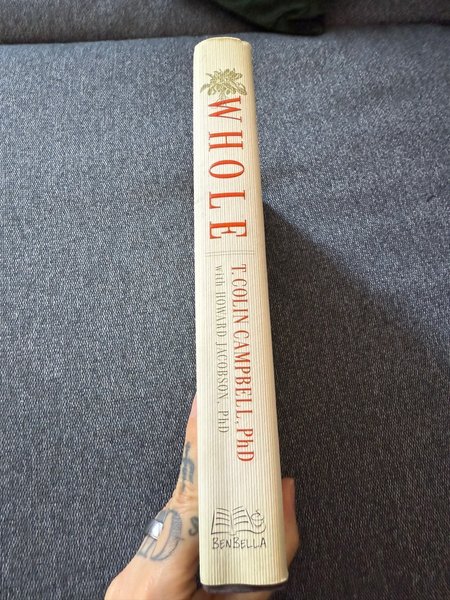 WHOLE
T. COLIN CAMPBELL, PhD
with HOWARD JACOBSON, PhD
BENBELLA